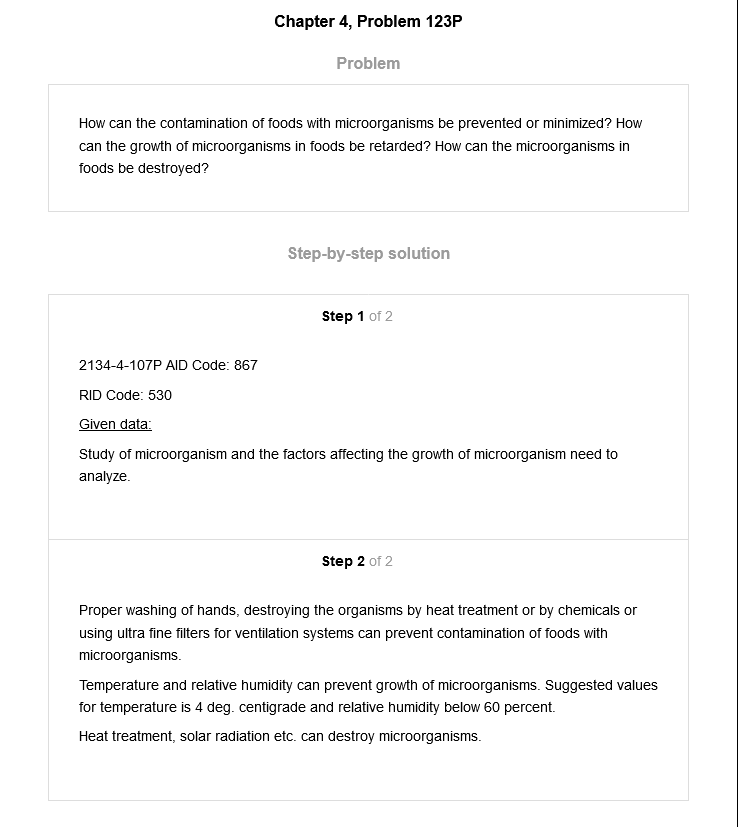 Chapter 4, Problem 123P
Problem
How can the contamination of foods with microorganisms be prevented or minimized? How
can the growth of microorganisms in foods be retarded? How can the microorganisms in
foods be destroyed?
Step-by-step solution
Step 1 of 2
2134-4-107P AID Code: 867
RID Code: 530
Given data:
Study of microorganism and the factors affecting the growth of microorganism need to
analyze.
Step 2 of 2
Proper washing of hands, destroying the organisms by heat treatment or by chemicals or
using ultra fine filters for ventilation systems can prevent contamination of foods with
microorganisms.
Temperature and relative humidity can prevent growth of microorganisms. Suggested values
for temperature is 4 deg. centigrade and relative humidity below 60 percent.
Heat treatment, solar radiation etc. can destroy microorganisms.